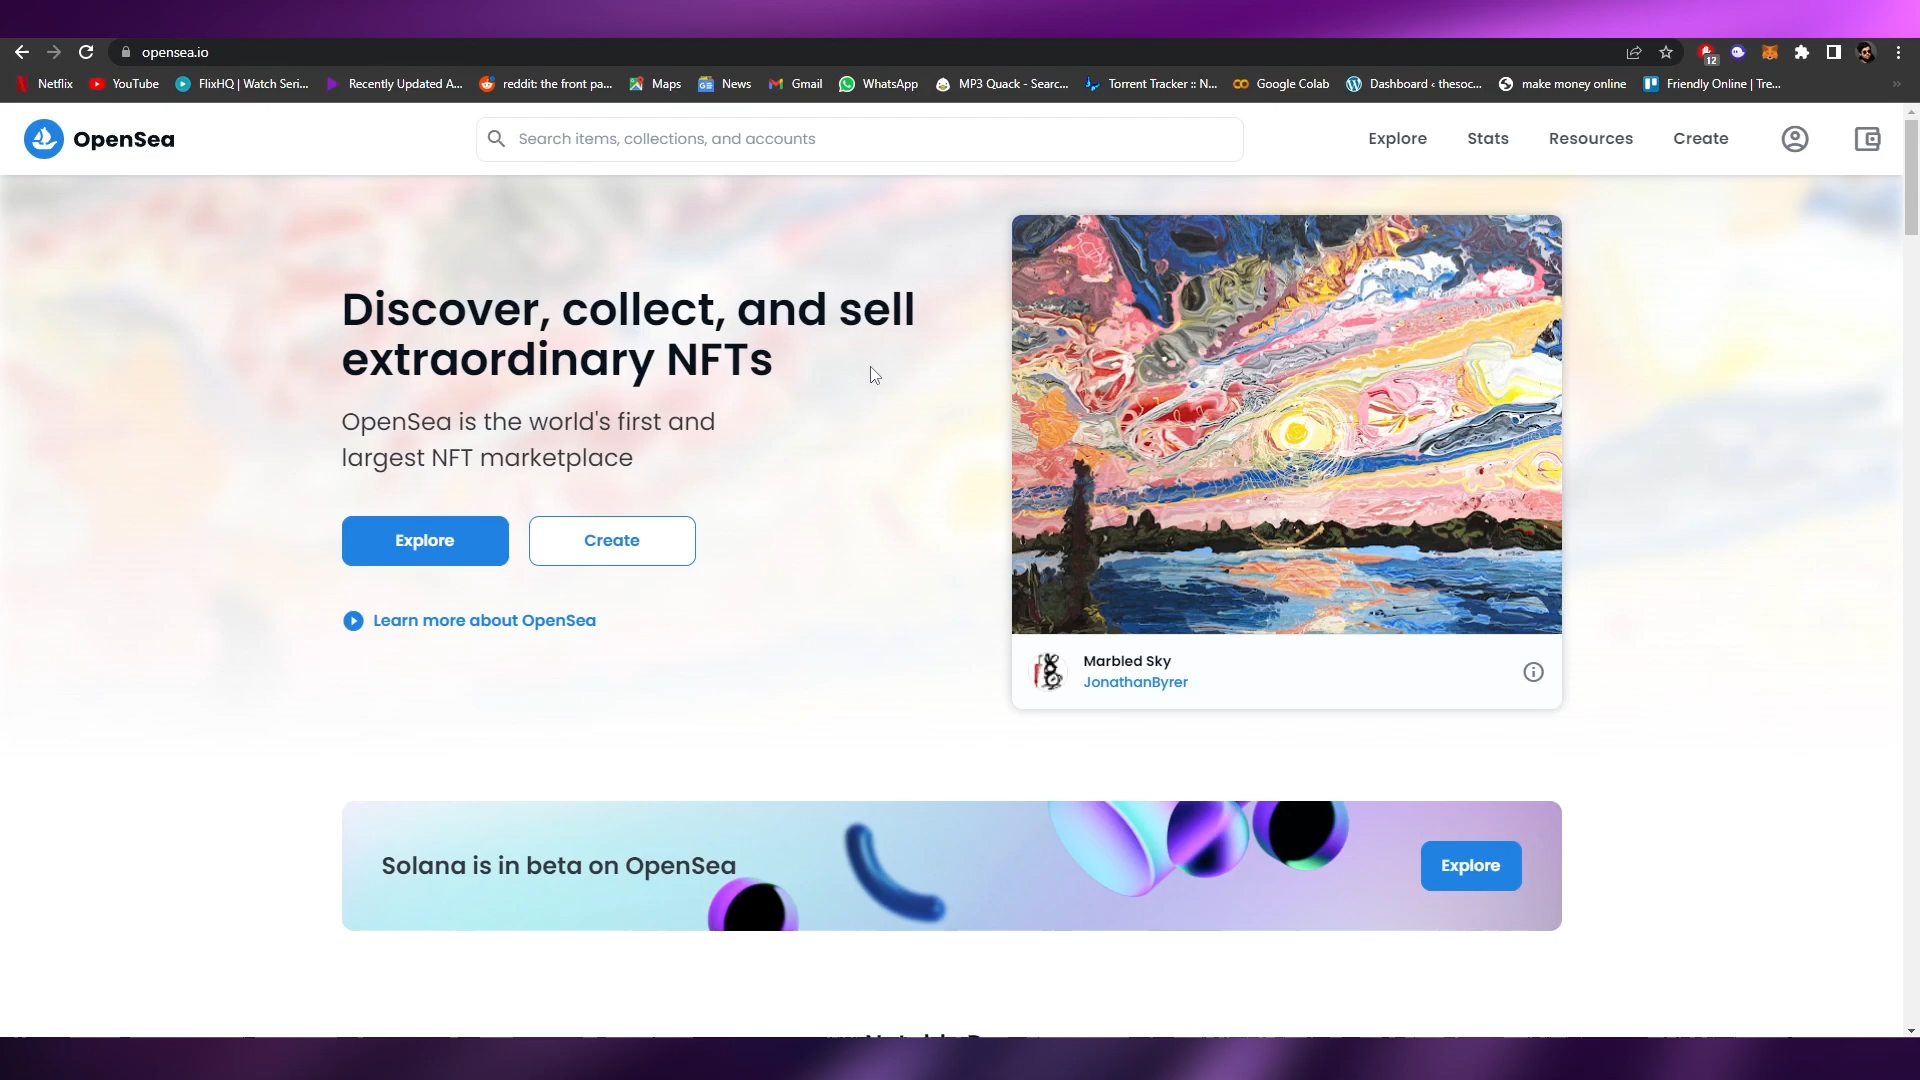 opensea.io
12
Netflix
YouTube
FlixHQ | Watch Seri...
Recently Updated A...
reddit: the front pa...
Maps
News
Gmail
WhatsApp
MP3 Quack - Searc...
Torrent Tracker :: N...
Google Colab
Dashboard ‹ thesoc...
make money online
Friendly Online | Tre...
OpenSea
Search items, collections, and accounts
Explore
Stats
Resources
Create
Discover, collect, and sell
extraordinary NFTs
OpenSea is the world's first and
largest NFT marketplace
Explore
Create
Learn more about OpenSea
Marbled Sky
JonathanByrer
Solana is in beta on OpenSea
Explore